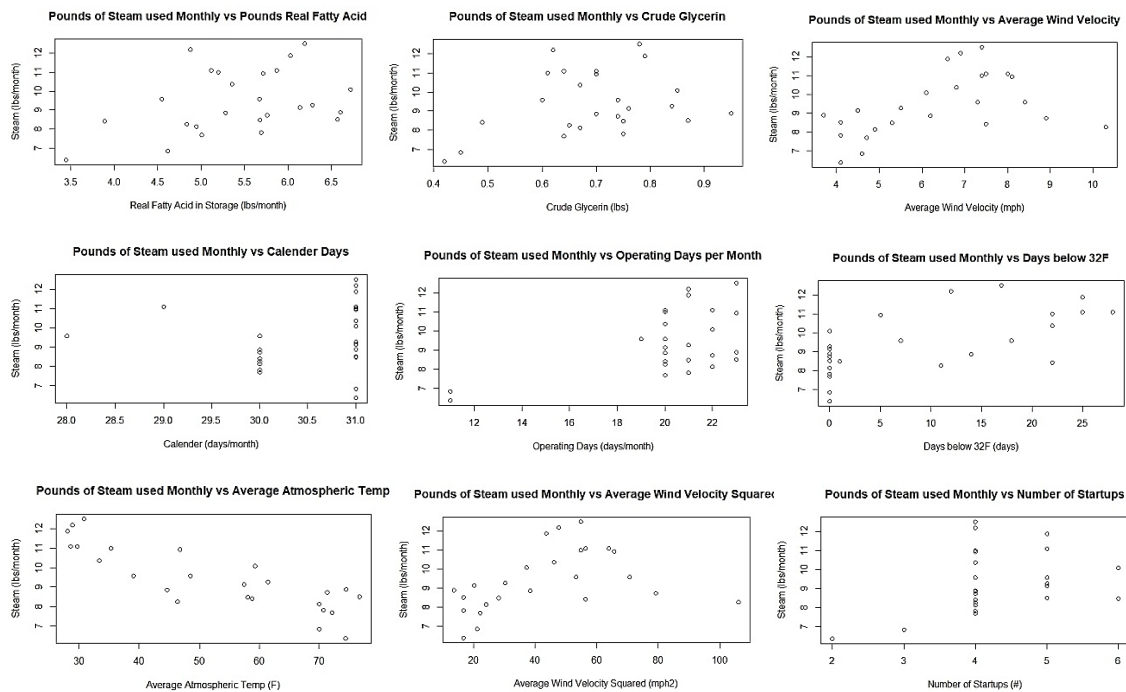 Pounds of Steam used Monthly vs Pounds Real Fatty Acid
Steam (lbs/month)
7 8 9 10 11 12
3.5 4.0 4.5 5.0 5.5 6.0 6.5
Real Fatty Acid in Storage (lbs/month)
Pounds of Steam used Monthly vs Crude Glycerin
Steam (lbs/month)
7 8 9 10 11 12
0.4 0.5 0.6 0.7 0.8 0.9
Crude Glycerin (lbs)
Pounds of Steam used Monthly vs Average Wind Velocity
Steam (lbs/month)
7 8 9 10 11 12
4 5 6 7 8 9 10
Average Wind Velocity (mph)
Pounds of Steam used Monthly vs Calender Days
Steam (lbs/month)
7 8 9 10 11 12
28.0 28.5 29.0 29.5 30.0 30.5 31.0
Calender (days/month)
Pounds of Steam used Monthly vs Operating Days per Month
Steam (lbs/month)
7 8 9 10 11 12
12 14 16 18 20 22
Operating Days (days/month)
Pounds of Steam used Monthly vs Days below 32F
Steam (lbs/month)
7 8 9 10 11 12
0 5 10 15 20 25
Days below 32F (days)
Pounds of Steam used Monthly vs Average Atmospheric Temp
Steam (lbs/month)
7 8 9 10 11 12
30 40 50 60 70
Average Atmospheric Temp (F)
Pounds of Steam used Monthly vs Average Wind Velocity Squared
Steam (lbs/month)
7 8 9 10 11 12
20 40 60 80 100
Average Wind Velocity Squared (mph2)
Pounds of Steam used Monthly vs Number of Startups
Steam (lbs/month)
7 8 9 10 11 12
2 3 4 5 6
Number of Startups (#)